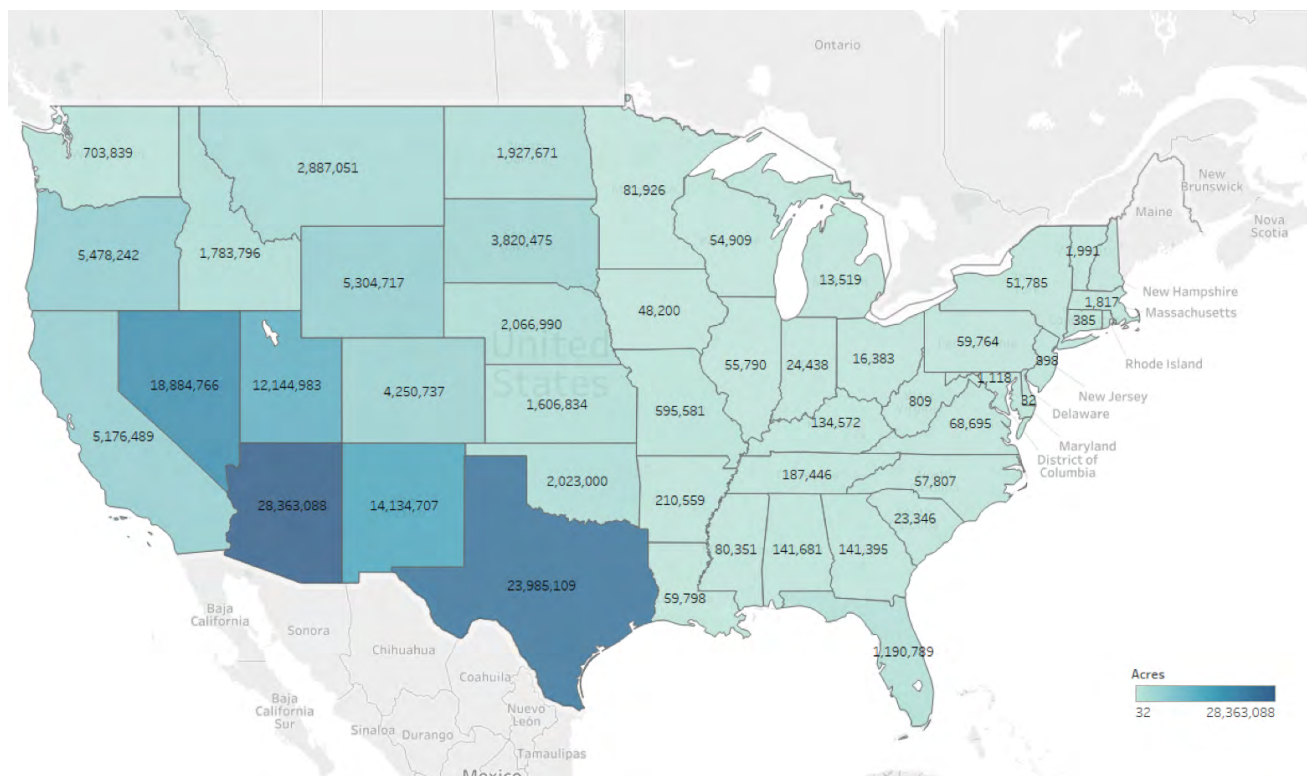 Ontario
New
Brunswick
Maine
Nova
Scotia
703,839
2,887,051
1,927,671
81,926
5,478,242
1,783,796
3,820,475
54,909
13,519
1,991
51,785
5,304,717
48,200
New Hampshire
1,817
Massachusetts
385
2,066,990
United
States
59,764
898
Rhode Island
18,884,766
12,144,983
4,250,737
55,790
24,438
16,383
1,118
32
New Jersey
Delaware
5,176,489
1,606,834
595,581
809
134,572
68,695
Maryland
District of
Columbia
28,363,088
14,134,707
2,023,000
210,559
187,446
57,807
23,346
23,985,109
80,351
141,681
141,395
59,798
1,190,789
Baja
California
Sonora
Chihuahua
Coahuila
Baja
California
Sur
Nuevo
León
Sinaloa
Durango
Tamaulipas
Mexico
Acres
32
28,363,088